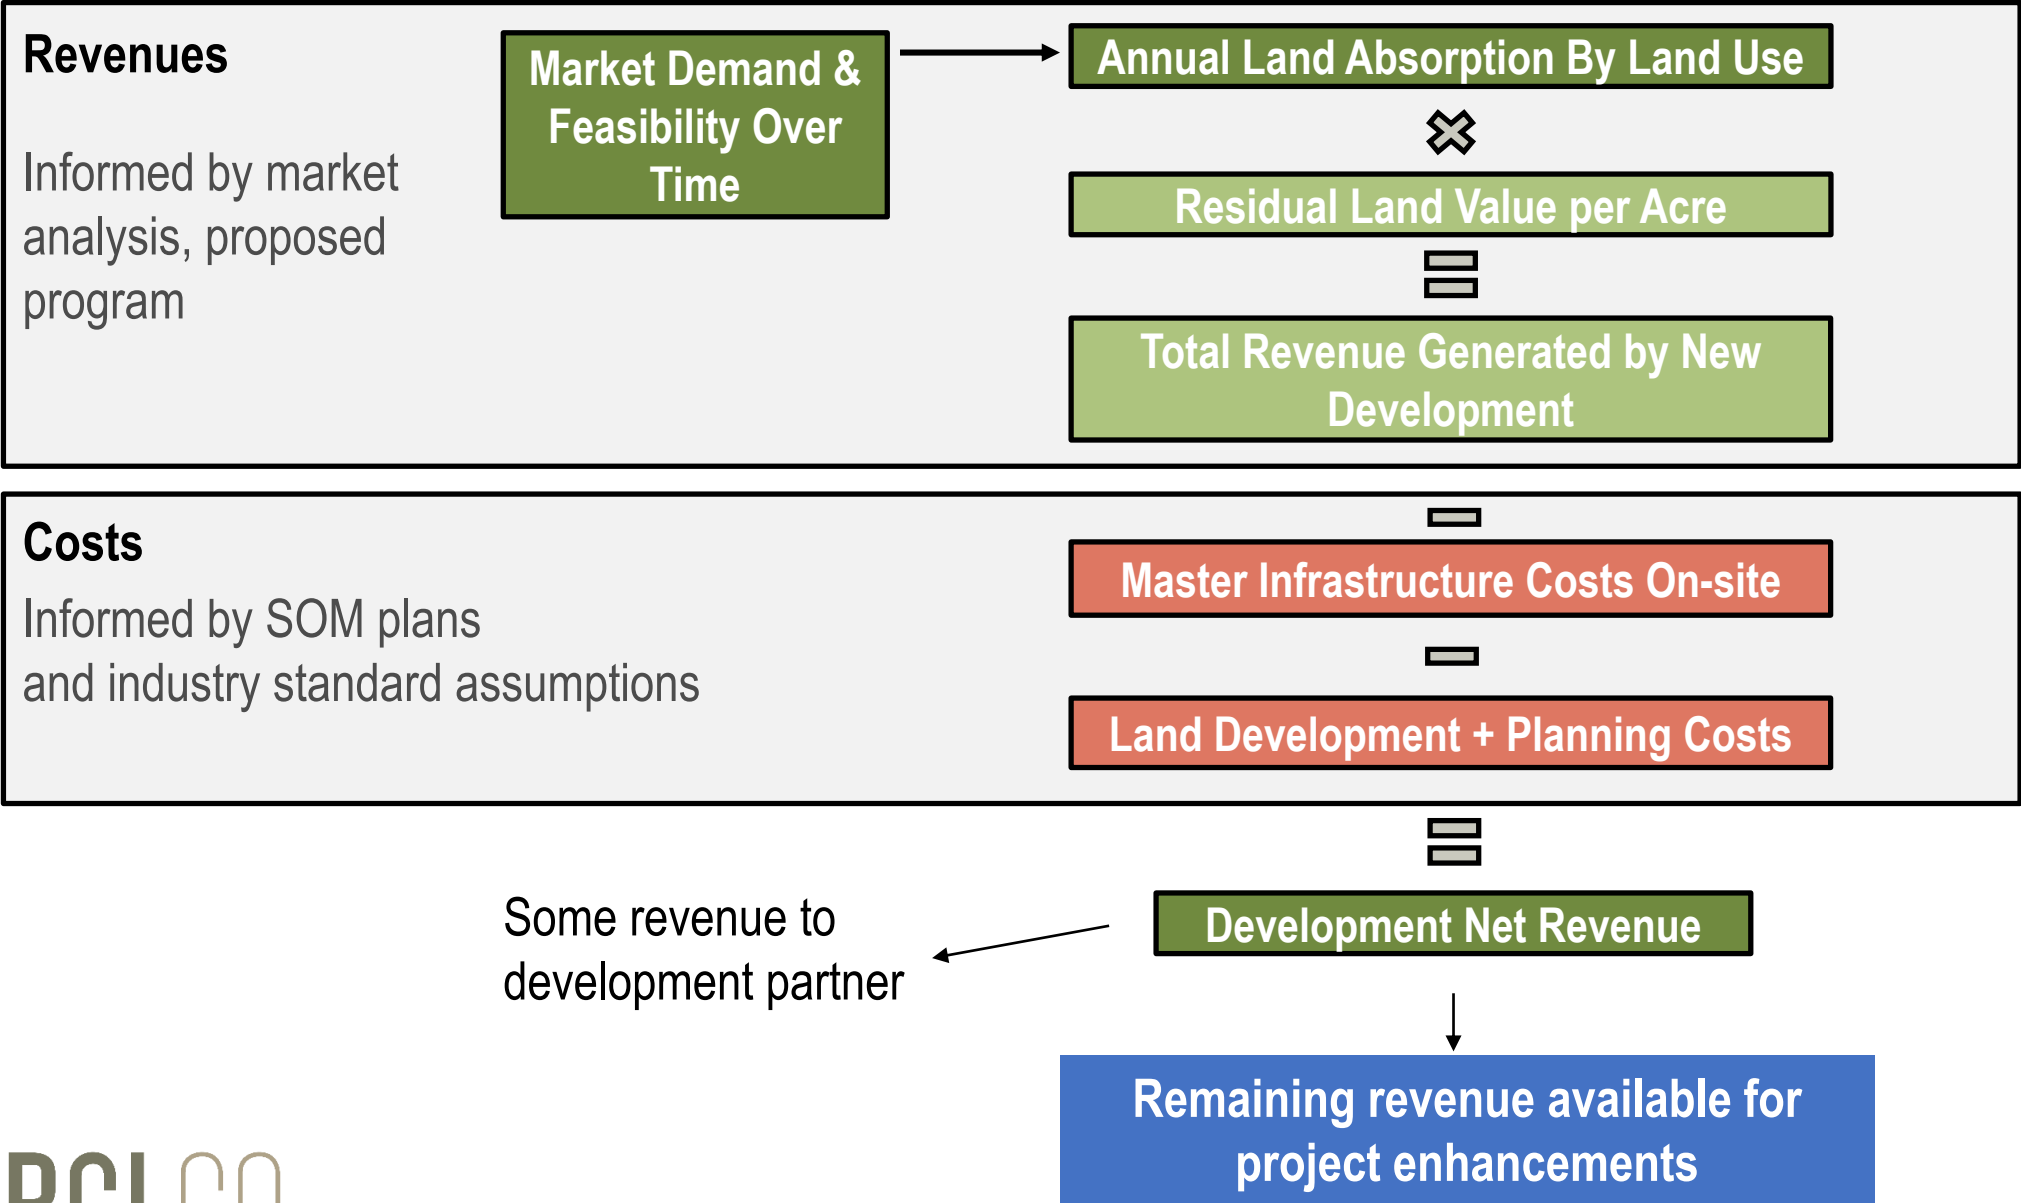 Revenues
Informed by market
analysis, proposed
program
Market Demand &
Feasibility Over
Time
Annual Land Absorption By Land Use
Residual Land Value per Acre
Total Revenue Generated by New
Development
Costs
Informed by SOM plans
and industry standard assumptions
Master Infrastructure Costs On-site
Land Development + Planning Costs
Development Net Revenue
Some revenue to
development partner
Remaining revenue available for
project enhancements